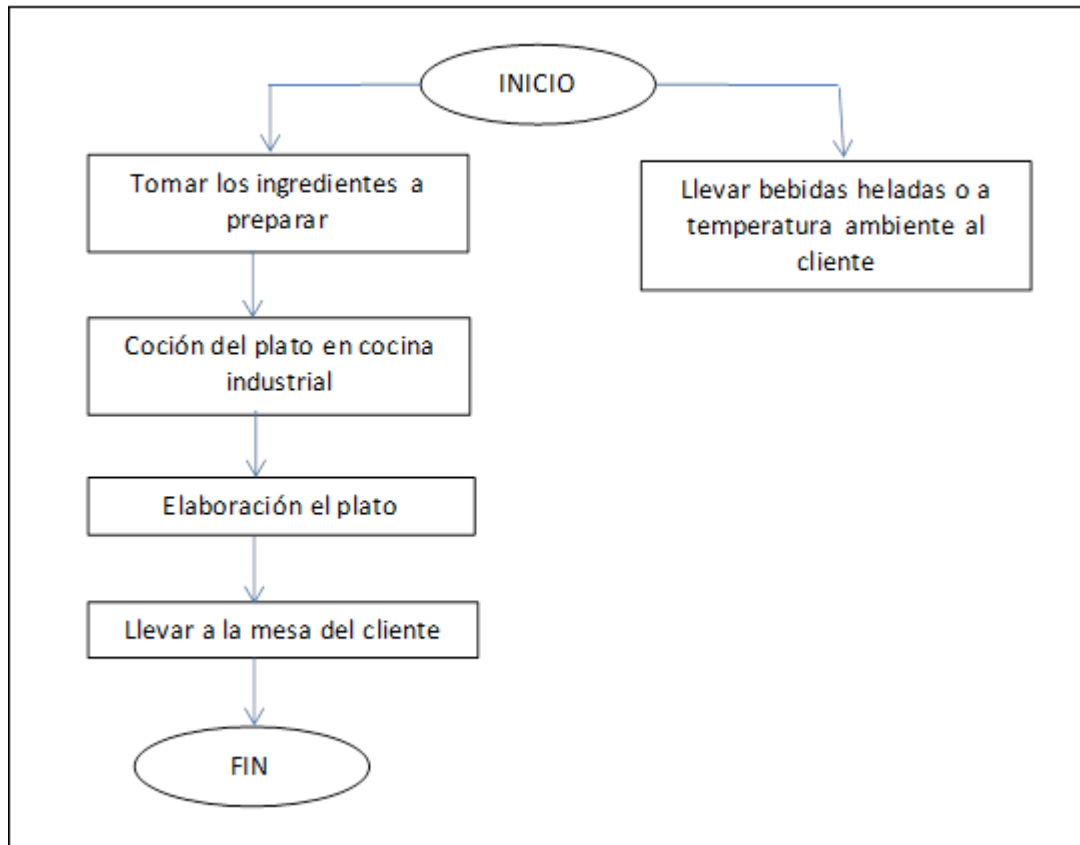 INICIO
Tomar los ingredientes a
preparar
Llevar bebidas heladas o a
temperatura ambiente al
cliente
Coción del plato en cocina
industrial
Elaboración el plato
Llevar a la mesa del cliente
FIN